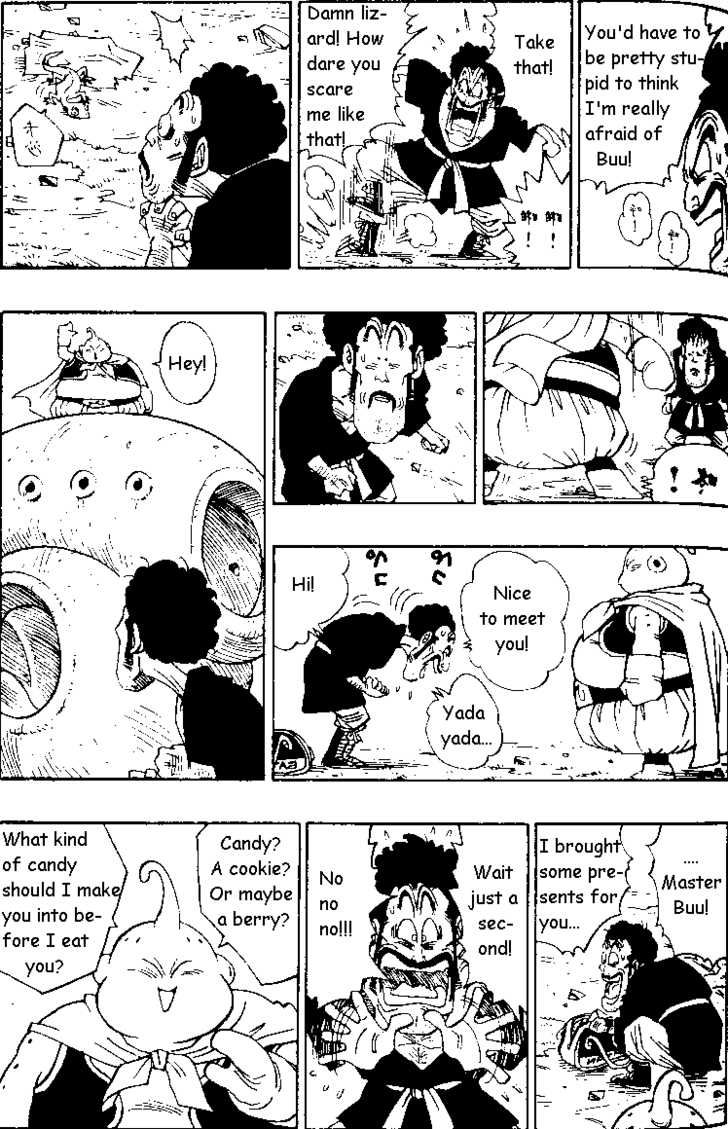 Damn liz-
ard! How
dare you
scare
me like
that!
Take
that!
You'd have to
be pretty stu-
pid to think
I'm really
afraid of
Buu!
Hey!
Hi!
Nice
to meet
you!
Yada
yada...
What kind
of candy
should I make
you into be-
fore I eat
you?
Candy?
A cookie?
Or maybe
a berry?
No
no
no!!!
Wait
just a
sec-
ond!
I brought
some pre-
sents for
you...
....
Master
Buu!